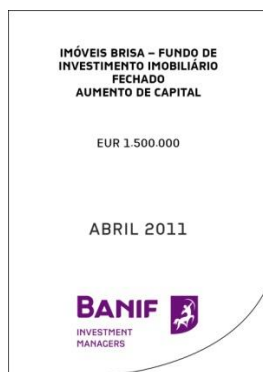 IMÓVEIS BRISA – FUNDO DE
INVESTIMENTO IMOBILIÁRIO
FECHADO
AUMENTO DE CAPITAL
EUR 1.500.000
ABRIL 2011
BANIF
INVESTMENT
MANAGERS